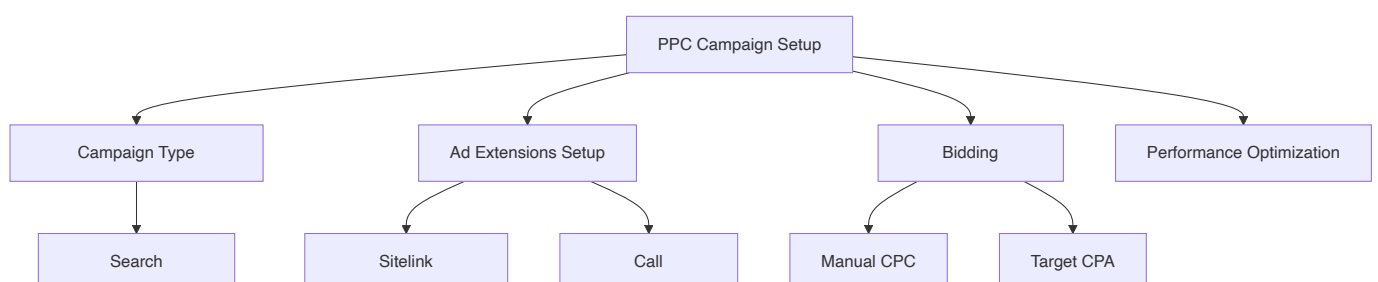 PPC Campaign Setup
Campaign Type
Ad Extensions Setup
Bidding
Performance Optimization
Search
Sitelink
Call
Manual CPC
Target CPA